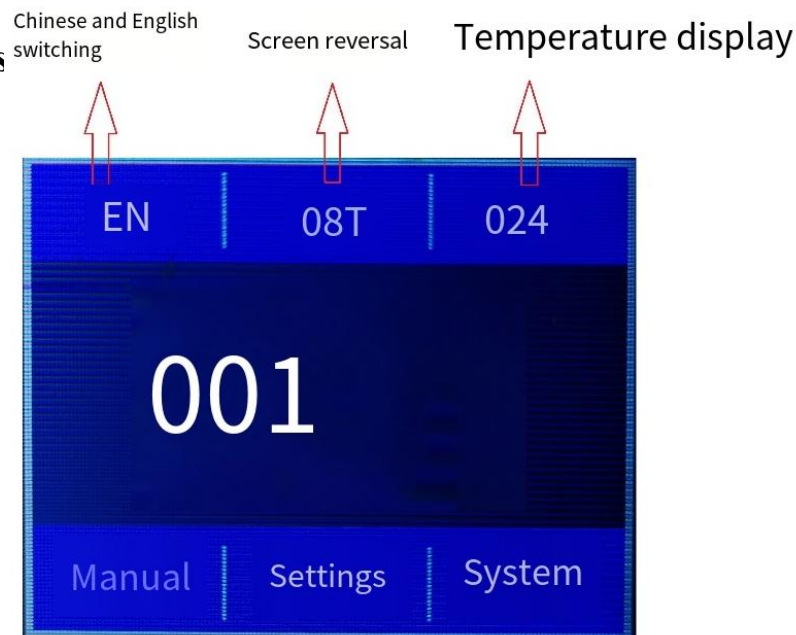 Chinese and English
switching
Screen reversal
Temperature display
s
EN
08T
024
001
Manual
Settings
System